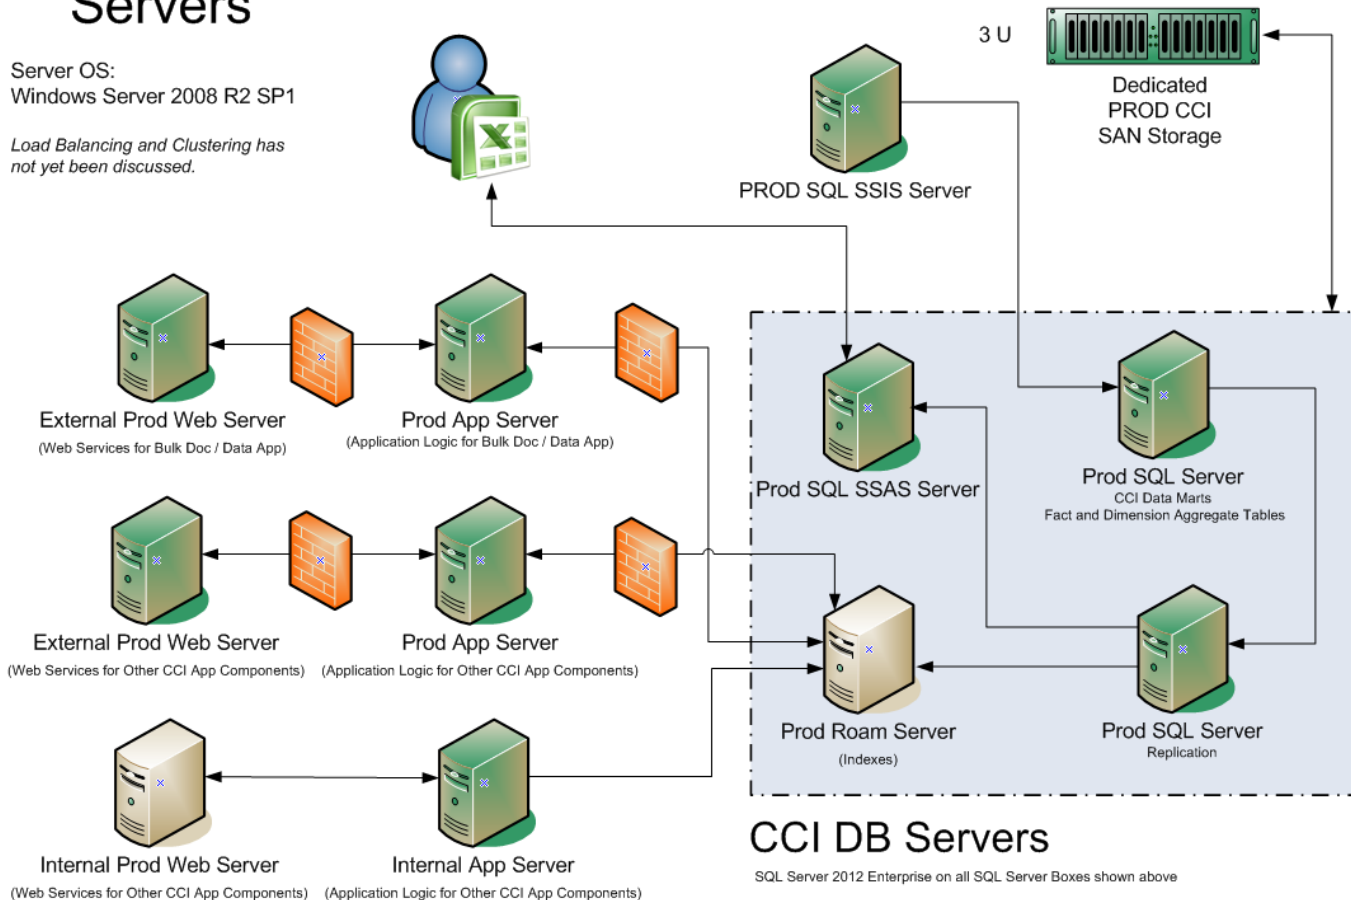 Servers
Server OS:
Windows Server 2008 R2 SP1
Load Balancing and Clustering has
not yet been discussed.
3 U
Dedicated
PROD CCI
SAN Storage
PROD SQL SSIS Server
External Prod Web Server
(Web Services for Bulk Doc / Data App)
Prod App Server
(Application Logic for Bulk Doc / Data App)
Prod SQL SSAS Server
Prod SQL Server
CCI Data Marts
Fact and Dimension Aggregate Tables
External Prod Web Server
(Web Services for Other CCI App Components)
Prod App Server
(Application Logic for Other CCI App Components)
Prod Roam Server
(Indexes)
Prod SQL Server
Replication
Internal Prod Web Server
(Web Services for Other CCI App Components)
Internal App Server
(Application Logic for Other CCI App Components)
CCI DB Servers
SQL Server 2012 Enterprise on all SQL Server Boxes shown above